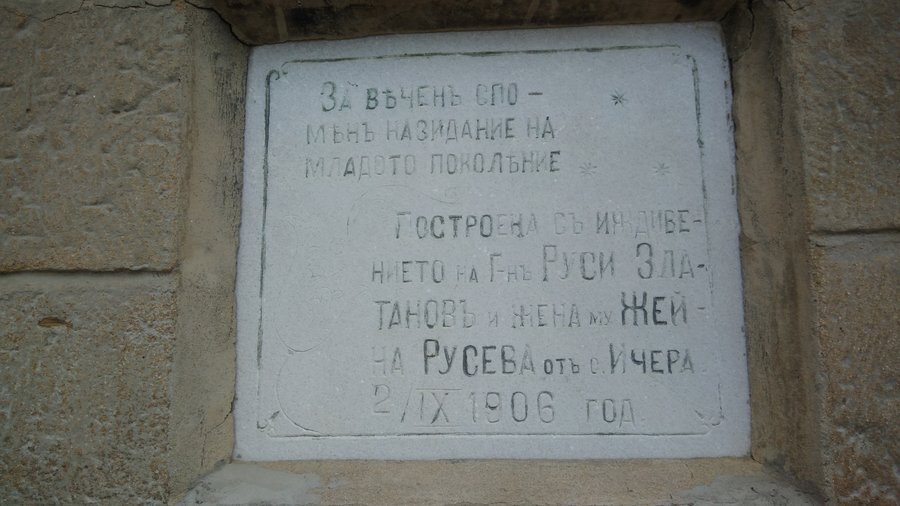 За вѣченъ спо-
мѣнъ назидание на
младото поколѣние
Построена съ иждиве-
нието на Г-нъ Руси Зла-
тановъ и жена му Жей-
на Русева отъ с. Ичера.
2/IX 1906 год.